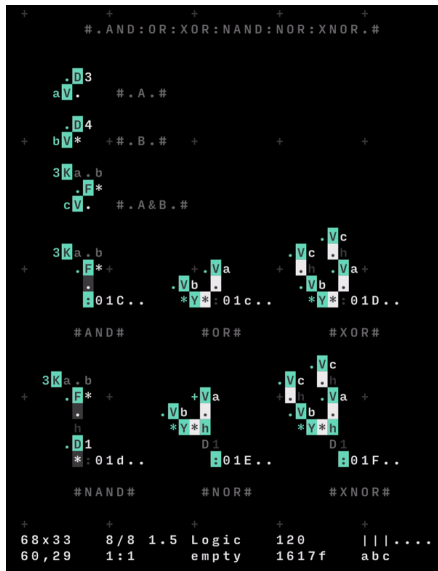 #.AND:OR:XOR:NAND:NOR:XNOR.#
.D3
aV. #.A.#
.D4
bV* #.B.#
3Ka.b
.F*
cV. #.A&B.#
.Vc
3Ka.b .Vc .h
.F* .Va .h .Va
. .Vb . .Vb .
:01C.. *Y*:01c.. *Y*:01D..
#AND# #OR# #XOR#
.Vc
3Ka.b .Vc .h
.F* +Va .h .Va
. .Vb . .Vb .
h *Y*h *Y*h
.D1 D1 D1
*:01d.. :01E.. :01F..
#NAND# #NOR# #XNOR#
68x33 8/8 1.5 Logic 120 |||....
60,29 1:1 empty 1617f abc